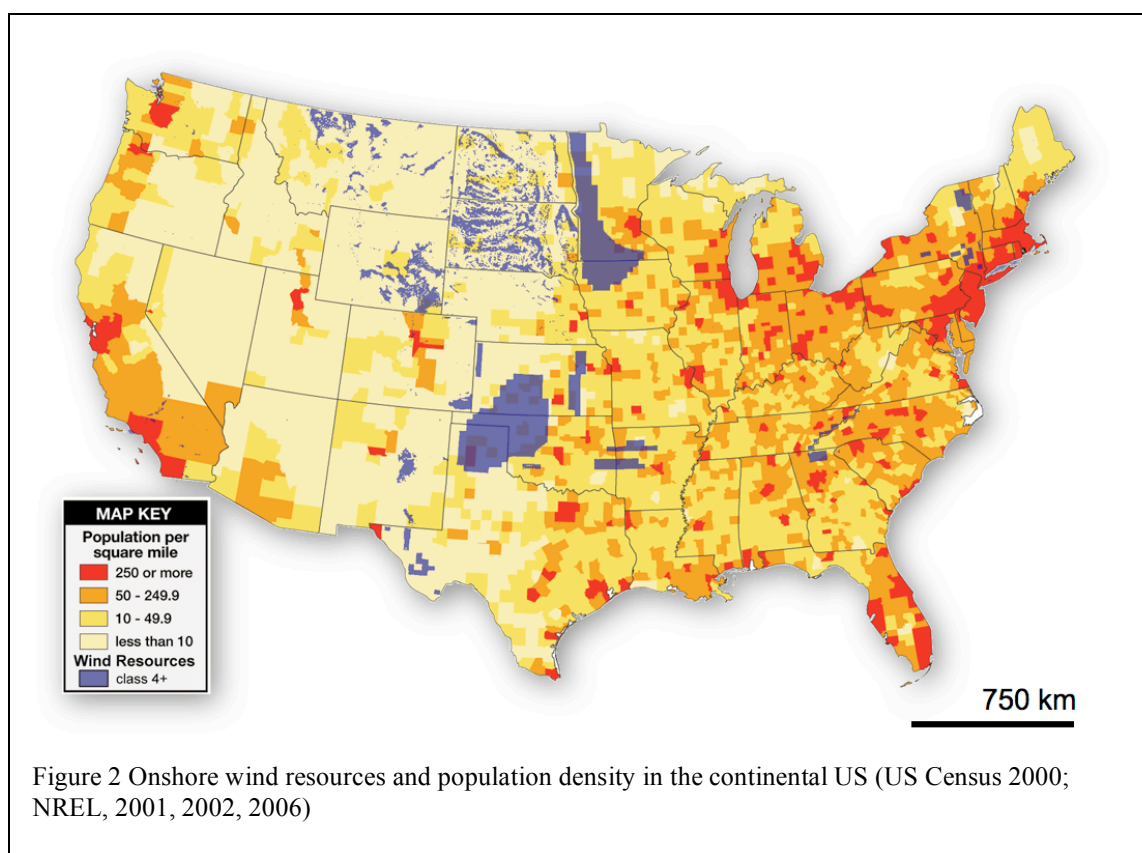 MAP KEY
Population per
square mile
250 or more
50 - 249.9
10 - 49.9
less than 10
Wind Resources
class 4+
750 km
Figure 2 Onshore wind resources and population density in the continental US (US Census 2000;
NREL, 2001, 2002, 2006)